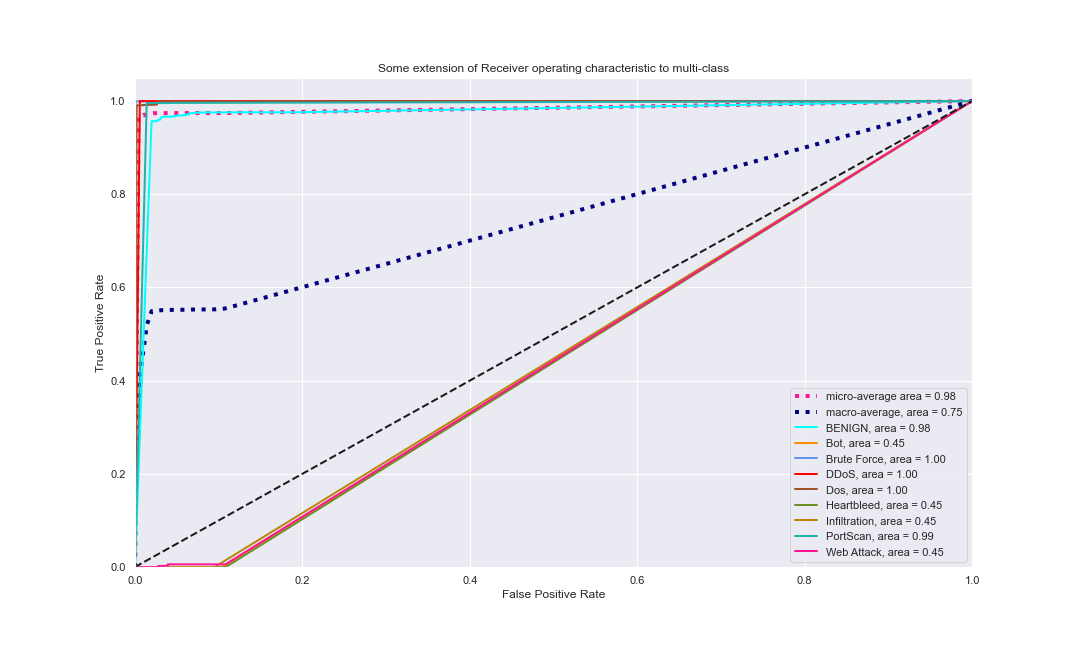 Some extension of Receiver operating characteristic to multi-class
True Positive Rate
1.0
0.8
0.6
0.4
0.2
0.0
0.0 0.2 0.4 0.6 0.8 1.0
False Positive Rate
micro-average area = 0.98
macro-average, area = 0.75
BENIGN, area = 0.98
Bot, area = 0.45
Brute Force, area = 1.00
DDoS, area = 1.00
Dos, area = 1.00
Heartbleed, area = 0.45
Infiltration, area = 0.45
PortScan, area = 0.99
Web Attack, area = 0.45